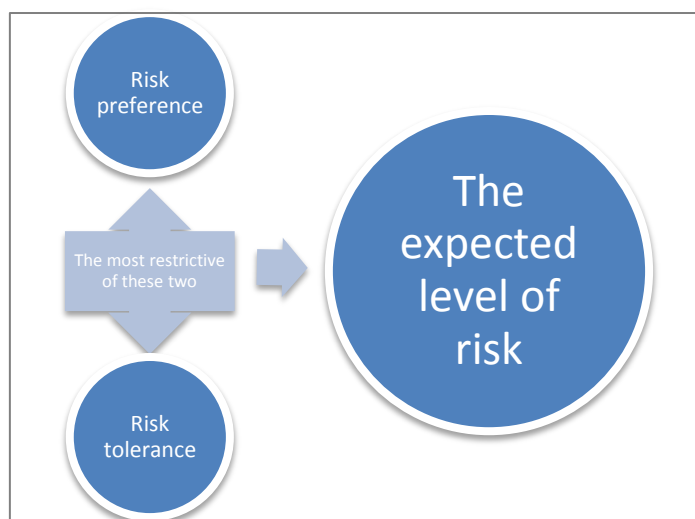 Risk
preference
The most restrictive
of these two
Risk
tolerance
The
expected
level of
risk